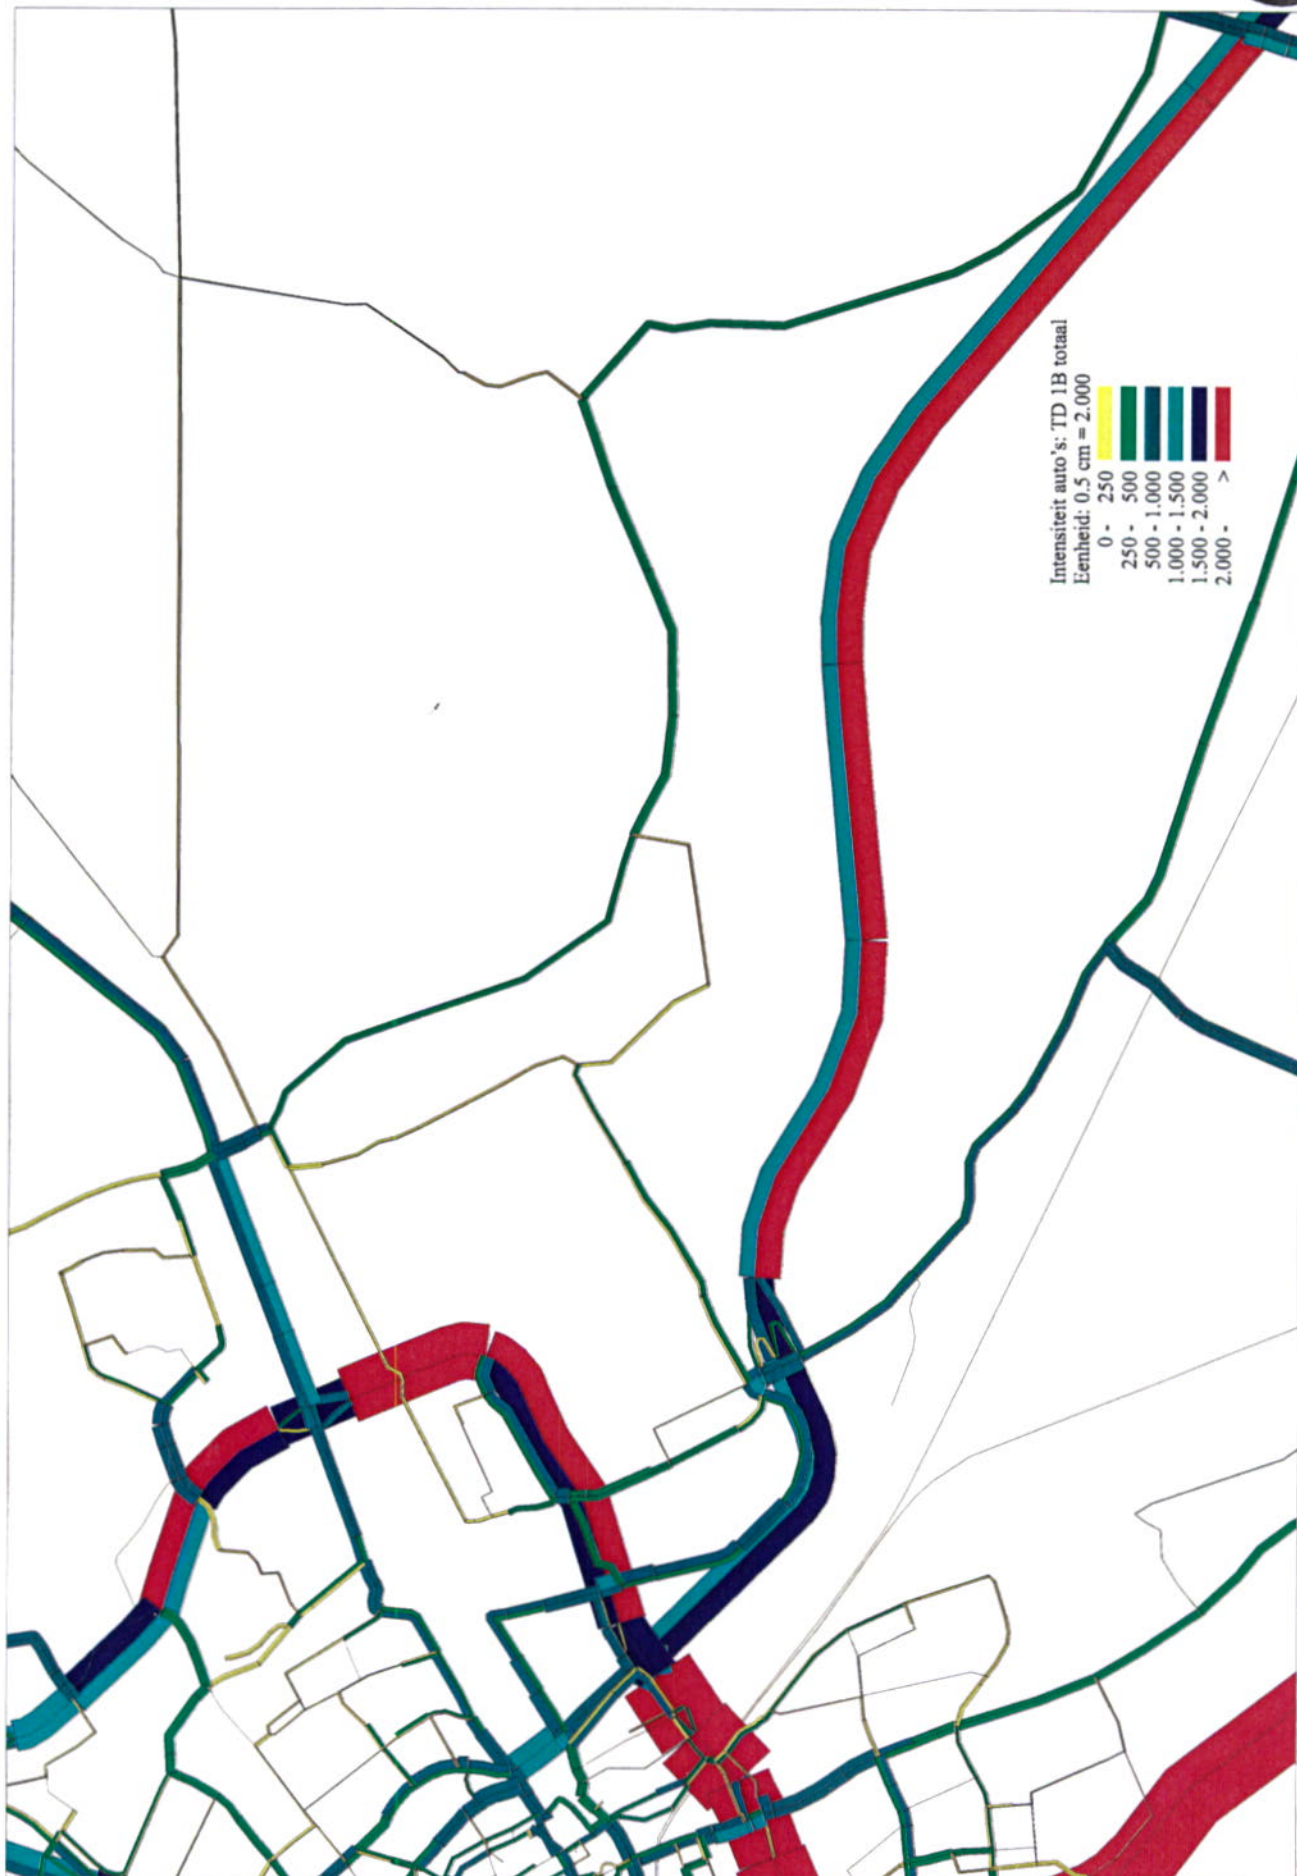 Intensiteit auto's: TD 1B totaal
Eenheid: 0.5 cm = 2.000
0 - 250
250 - 500
500 - 1.000
1.000 - 1.500
1.500 - 2.000
2.000 - >